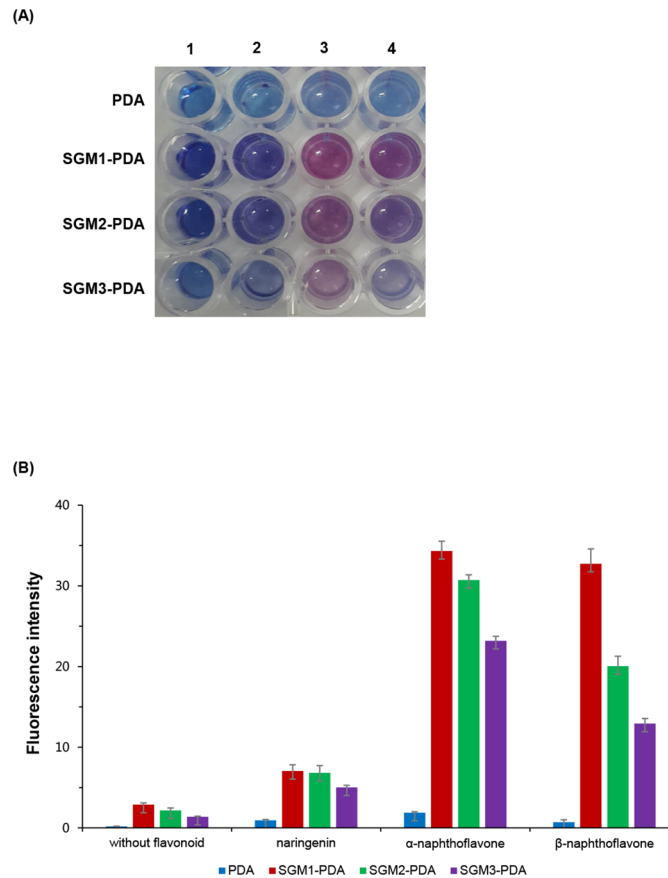 (A)
1 2 3 4
PDA
SGM1-PDA
SGM2-PDA
SGM3-PDA
(B)
Fluorescence intensity
40
30
20
10
0
without flavonoid naringenin α-naphthoflavone β-naphthoflavone
PDA SGM1-PDA SGM2-PDA SGM3-PDA